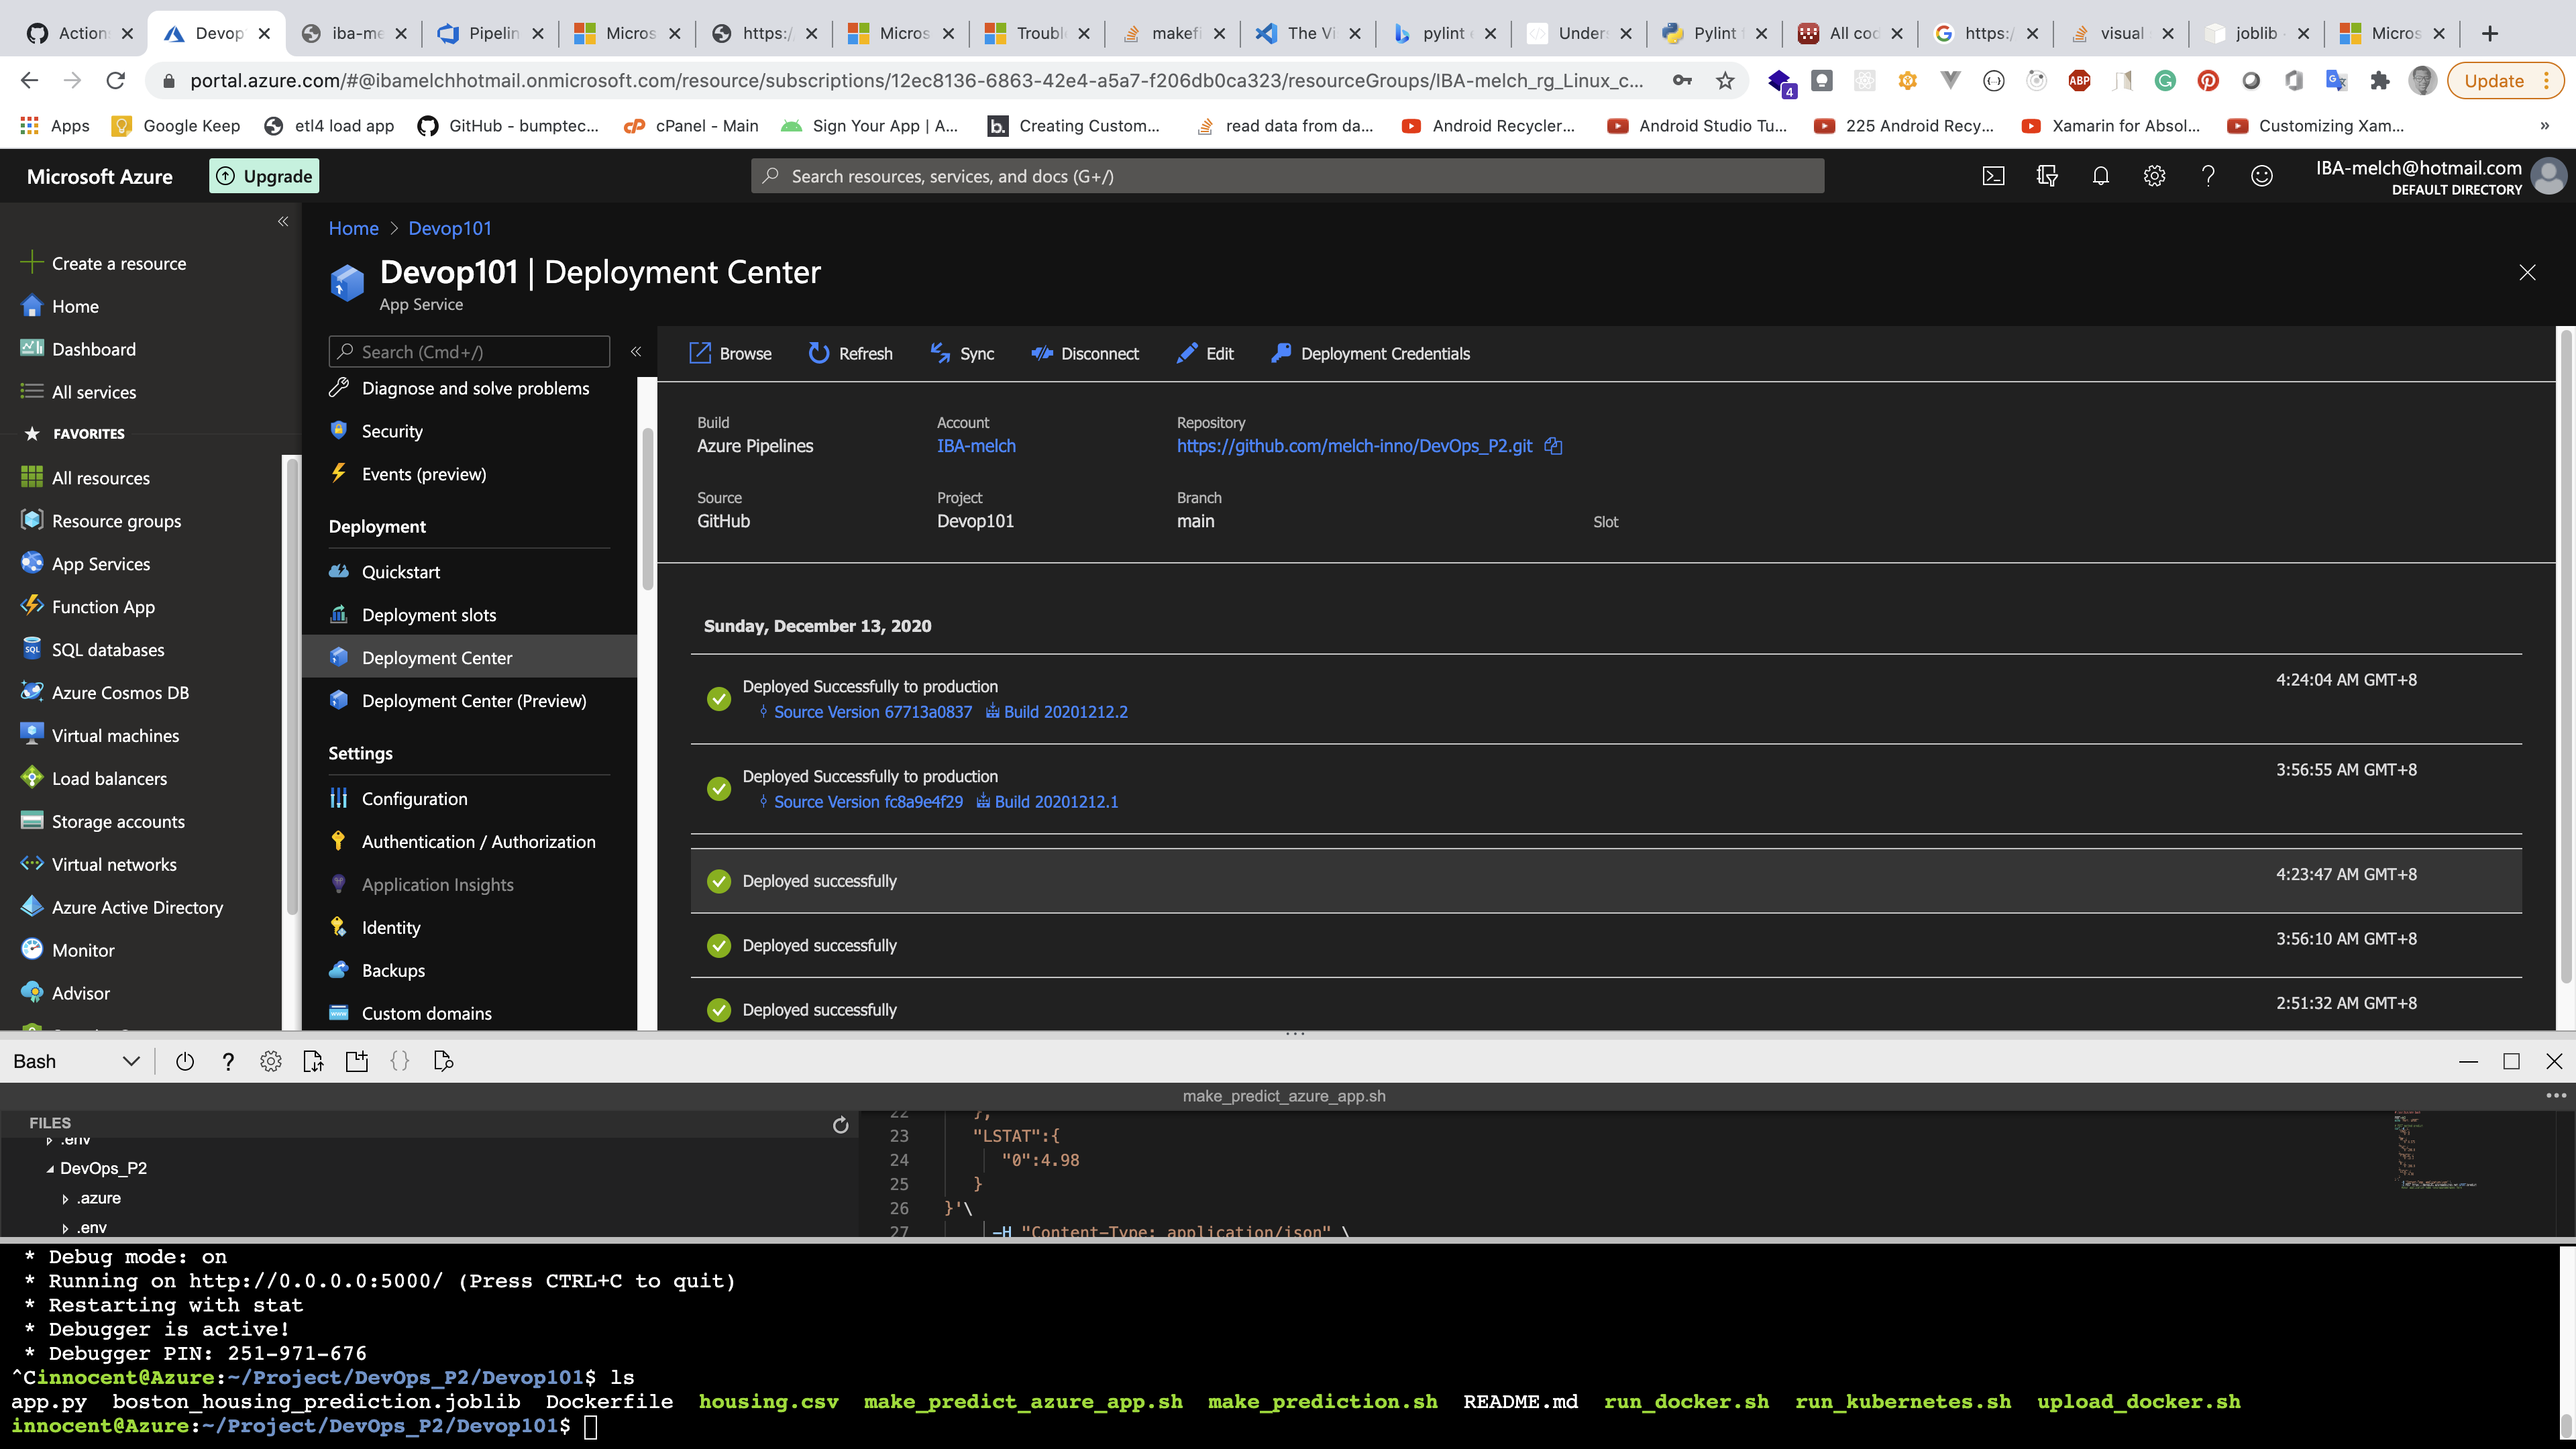 Action
Devop
iba-me
Pipelin
Micros
https:/
Micros
Troubl
makefi
The Vi
pylint
Under
Pylint
All cod
https:/
visual
joblib
Micros
portal.azure.com/#@ibamelchhotmail.onmicrosoft.com/resource/subscriptions/12ec8136-6863-42e4-a5a7-f206db0ca323/resourceGroups/IBA-melch_rg_Linux_c...
4
ABP
Update
Apps
Google Keep
etl4 load app
GitHub - bumptec...
cPanel - Main
Sign Your App | A...
Creating Custom...
read data from da...
Android Recycler...
Android Studio Tu...
225 Android Recy...
Xamarin for Absol...
Customizing Xam...
»
Microsoft Azure
Upgrade
Search resources, services, and docs (G+/)
IBA-melch@hotmail.com
DEFAULT DIRECTORY
Create a resource
Home
Dashboard
All services
FAVORITES
All resources
Resource groups
App Services
Function App
SQL databases
Azure Cosmos DB
Virtual machines
Load balancers
Storage accounts
Virtual networks
Azure Active Directory
Monitor
Advisor
Home > Devop101
Devop101 | Deployment Center
App Service
Search (Cmd+/)
Diagnose and solve problems
Security
Events (preview)
Deployment
Quickstart
Deployment slots
Deployment Center
Deployment Center (Preview)
Settings
Configuration
Authentication / Authorization
Application Insights
Identity
Backups
Custom domains
Browse
Refresh
Sync
Disconnect
Edit
Deployment Credentials
Build
Azure Pipelines
Account
IBA-melch
Repository
https://github.com/melch-inno/DevOps_P2.git
Source
GitHub
Project
Devop101
Branch
main
Slot
Sunday, December 13, 2020
Deployed Successfully to production
4:24:04 AM GMT+8
Source Version 67713a0837 Build 20201212.2
Deployed Successfully to production
3:56:55 AM GMT+8
Source Version fc8a9e4f29 Build 20201212.1
Deployed successfully
4:23:47 AM GMT+8
Deployed successfully
3:56:10 AM GMT+8
Deployed successfully
2:51:32 AM GMT+8
Bash
make_predict_azure_app.sh
FILES
.env
DevOps_P2
.azure
.env
22 },
23 "LSTAT":{
24 "0":4.98
25 }
26 }'\
27 -H "Content-Type: application/json" \
* Debug mode: on
* Running on http://0.0.0.0:5000/ (Press CTRL+C to quit)
* Restarting with stat
* Debugger is active!
* Debugger PIN: 251-971-676
^Cinnocent@Azure:~/Project/DevOps_P2/Devop101$ ls
app.py boston_housing_prediction.joblib Dockerfile housing.csv make_predict_azure_app.sh make_prediction.sh README.md run_docker.sh run_kubernetes.sh upload_docker.sh
innocent@Azure:~/Project/DevOps_P2/Devop101$